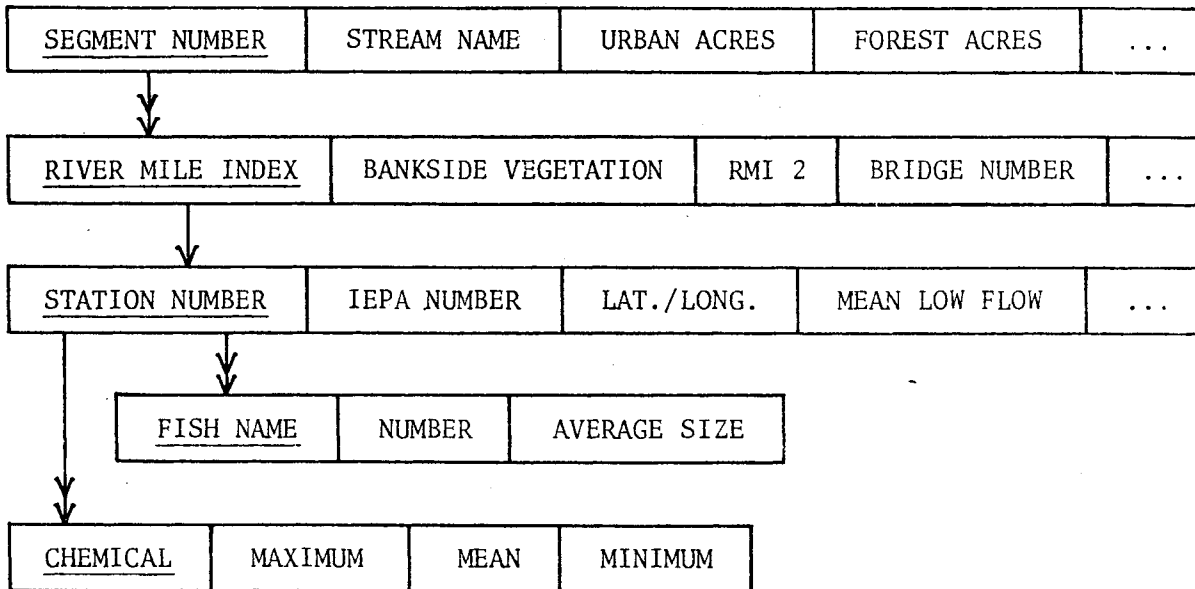 SEGMENT NUMBER STREAM NAME URBAN ACRES FOREST ACRES ...
RIVER MILE INDEX BANKSIDE VEGETATION RMI 2 BRIDGE NUMBER ...
STATION NUMBER IEPA NUMBER LAT./LONG. MEAN LOW FLOW ...
FISH NAME NUMBER AVERAGE SIZE
CHEMICAL MAXIMUM MEAN MINIMUM